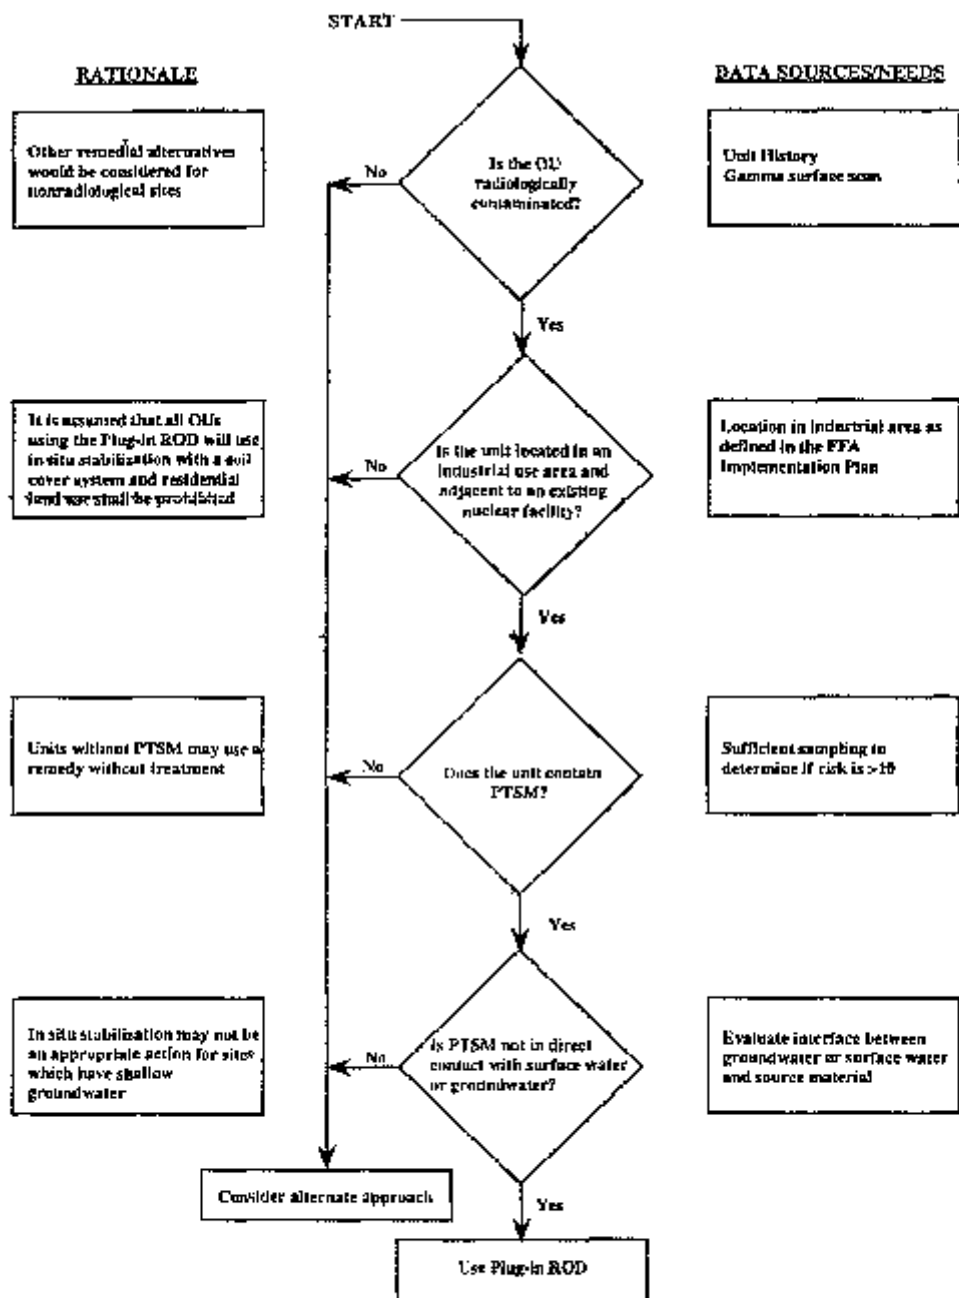 START
RATIONALE
DATA SOURCES/NEEDS
Other remedial alternatives
would be considered for
nonradiological sites
No
Is the OU
radiologically
contaminated?
Unit History
Gamma surface scan
Yes
It is assumed that all OUs
using the Plug-in ROD will use
in situ stabilization with a soil
cover system and residential
land use shall be prohibited
No
Is the unit located in an
industrial use area and
adjacent to an existing
nuclear facility?
Location in industrial area as
defined in the FFA
Implementation Plan
Yes
Units without PTSM may use a
remedy without treatment
No
Does the unit contain
PTSM?
Sufficient sampling to
determine if risk is >10
Yes
In situ stabilization may not be
an appropriate action for sites
which have shallow
groundwater
No
Is PTSM not in direct
contact with surface water
or groundwater?
Evaluate interface between
groundwater or surface water
and source material
Consider alternate approach
Yes
Use Plug-in ROD